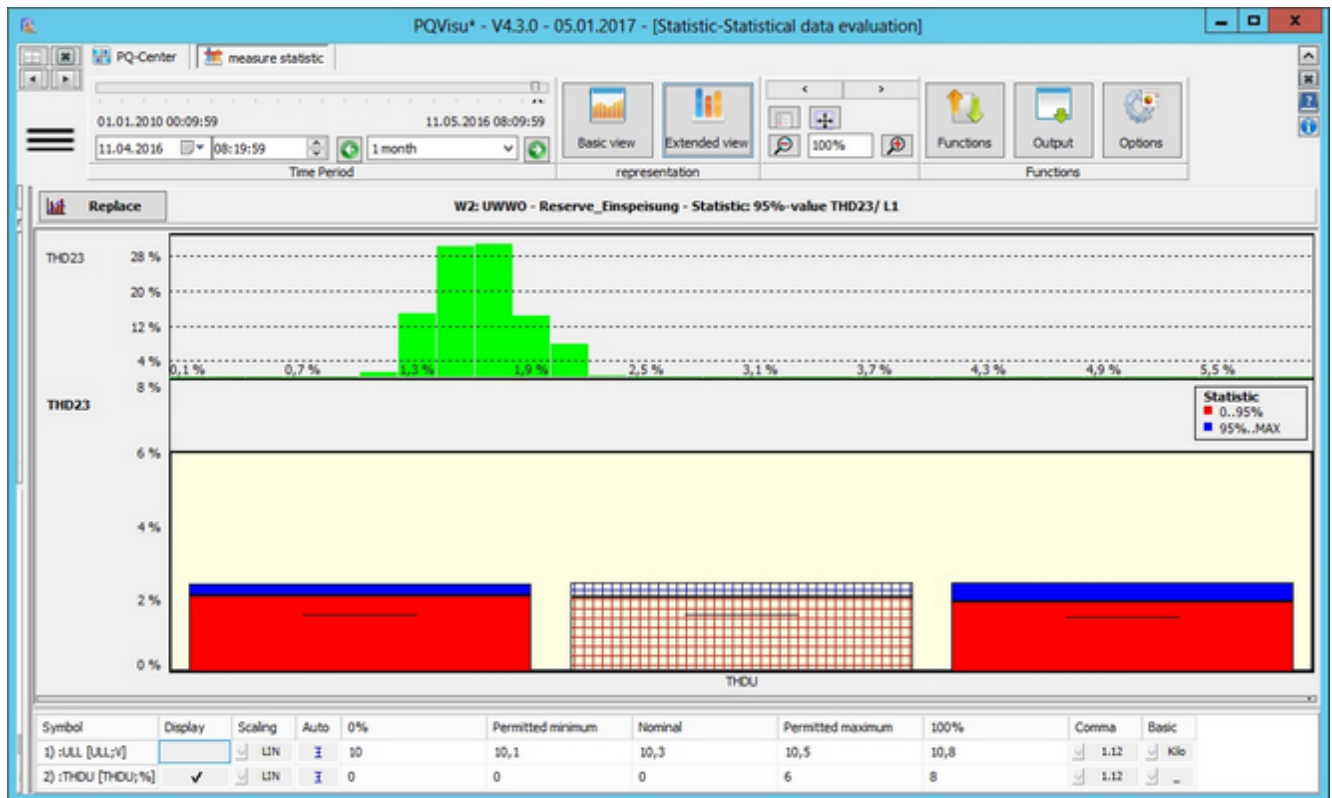 PQVisu* - V4.3.0 - 05.01.2017 - [Statistic-Statistical data evaluation]
PQ-Center measure statistic
01.01.2010 00:09:59 11.05.2016 08:09:59
11.04.2016 08:19:59 1 month
Time Period
Basic view Extended view
representation
100%
Functions Output Options
Functions
Replace
W2: UWWO - Reserve_Einspeisung - Statistic: 95%-value THD23/ L1
THD23 28 %
20 %
12 %
4 %
0,1 % 0,7 % 1,3 % 1,9 % 2,5 % 3,1 % 3,7 % 4,3 % 4,9 % 5,5 %
THD23 8 %
Statistic
0..95%
95%..MAX
6 %
4 %
2 %
0 %
THDU
Symbol Display Scaling Auto 0% Permitted minimum Nominal Permitted maximum 100% Comma Basic
1) :ULL [ULL;V] LIN 10 10,1 10,3 10,5 10,8 1.12 Kilo
2) :THDU [THDU;%] ✓ LIN 0 0 0 6 8 1.12 _